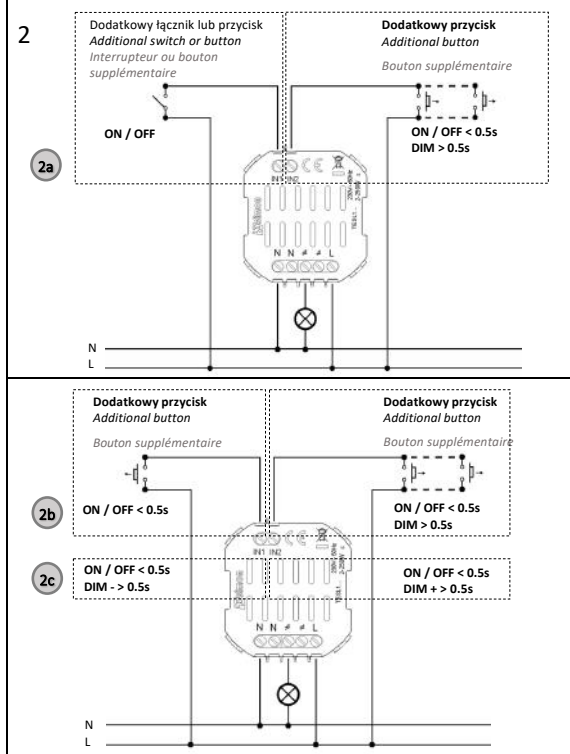 2
Dodatkowy łącznik lub przycisk
Additional switch or button
Interrupteur ou bouton
supplémentaire
Dodatkowy przycisk
Additional button
Bouton supplémentaire
ON / OFF
ON / OFF < 0.5s
DIM > 0.5s
2a
IN1 IN2
230V~50Hz
N N L
N
L
Dodatkowy przycisk
Additional button
Bouton supplémentaire
Dodatkowy przycisk
Additional button
Bouton supplémentaire
2b
ON / OFF < 0.5s
ON / OFF < 0.5s
DIM > 0.5s
IN1 IN2
2c
ON / OFF < 0.5s
DIM - > 0.5s
ON / OFF < 0.5s
DIM + > 0.5s
N N L
N
L